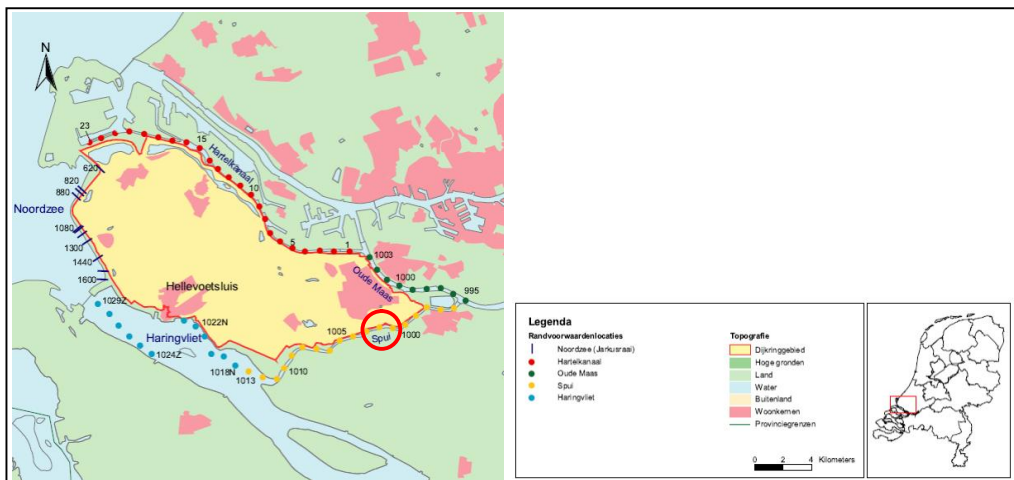 N
23
15
Hartelkanaal
10
5
1
620
820
880
Noordzee
1080
1300
1440
1600
1003
1000
Oude Maas
995
Hellevoetsluis
1029Z
1022N
Haringvliet
1024Z
1018N
1013
1010
1005
Spui
1000
Legenda
Randvoorwaardenlocaties
Noordzee (Jarkusraai)
Hartelkanaal
Oude Maas
Spui
Haringvliet
Topografie
Dijkringgebied
Hoge gronden
Land
Water
Buitenland
Woonkernen
Provinciegrenzen
0 2 4 Kilometers